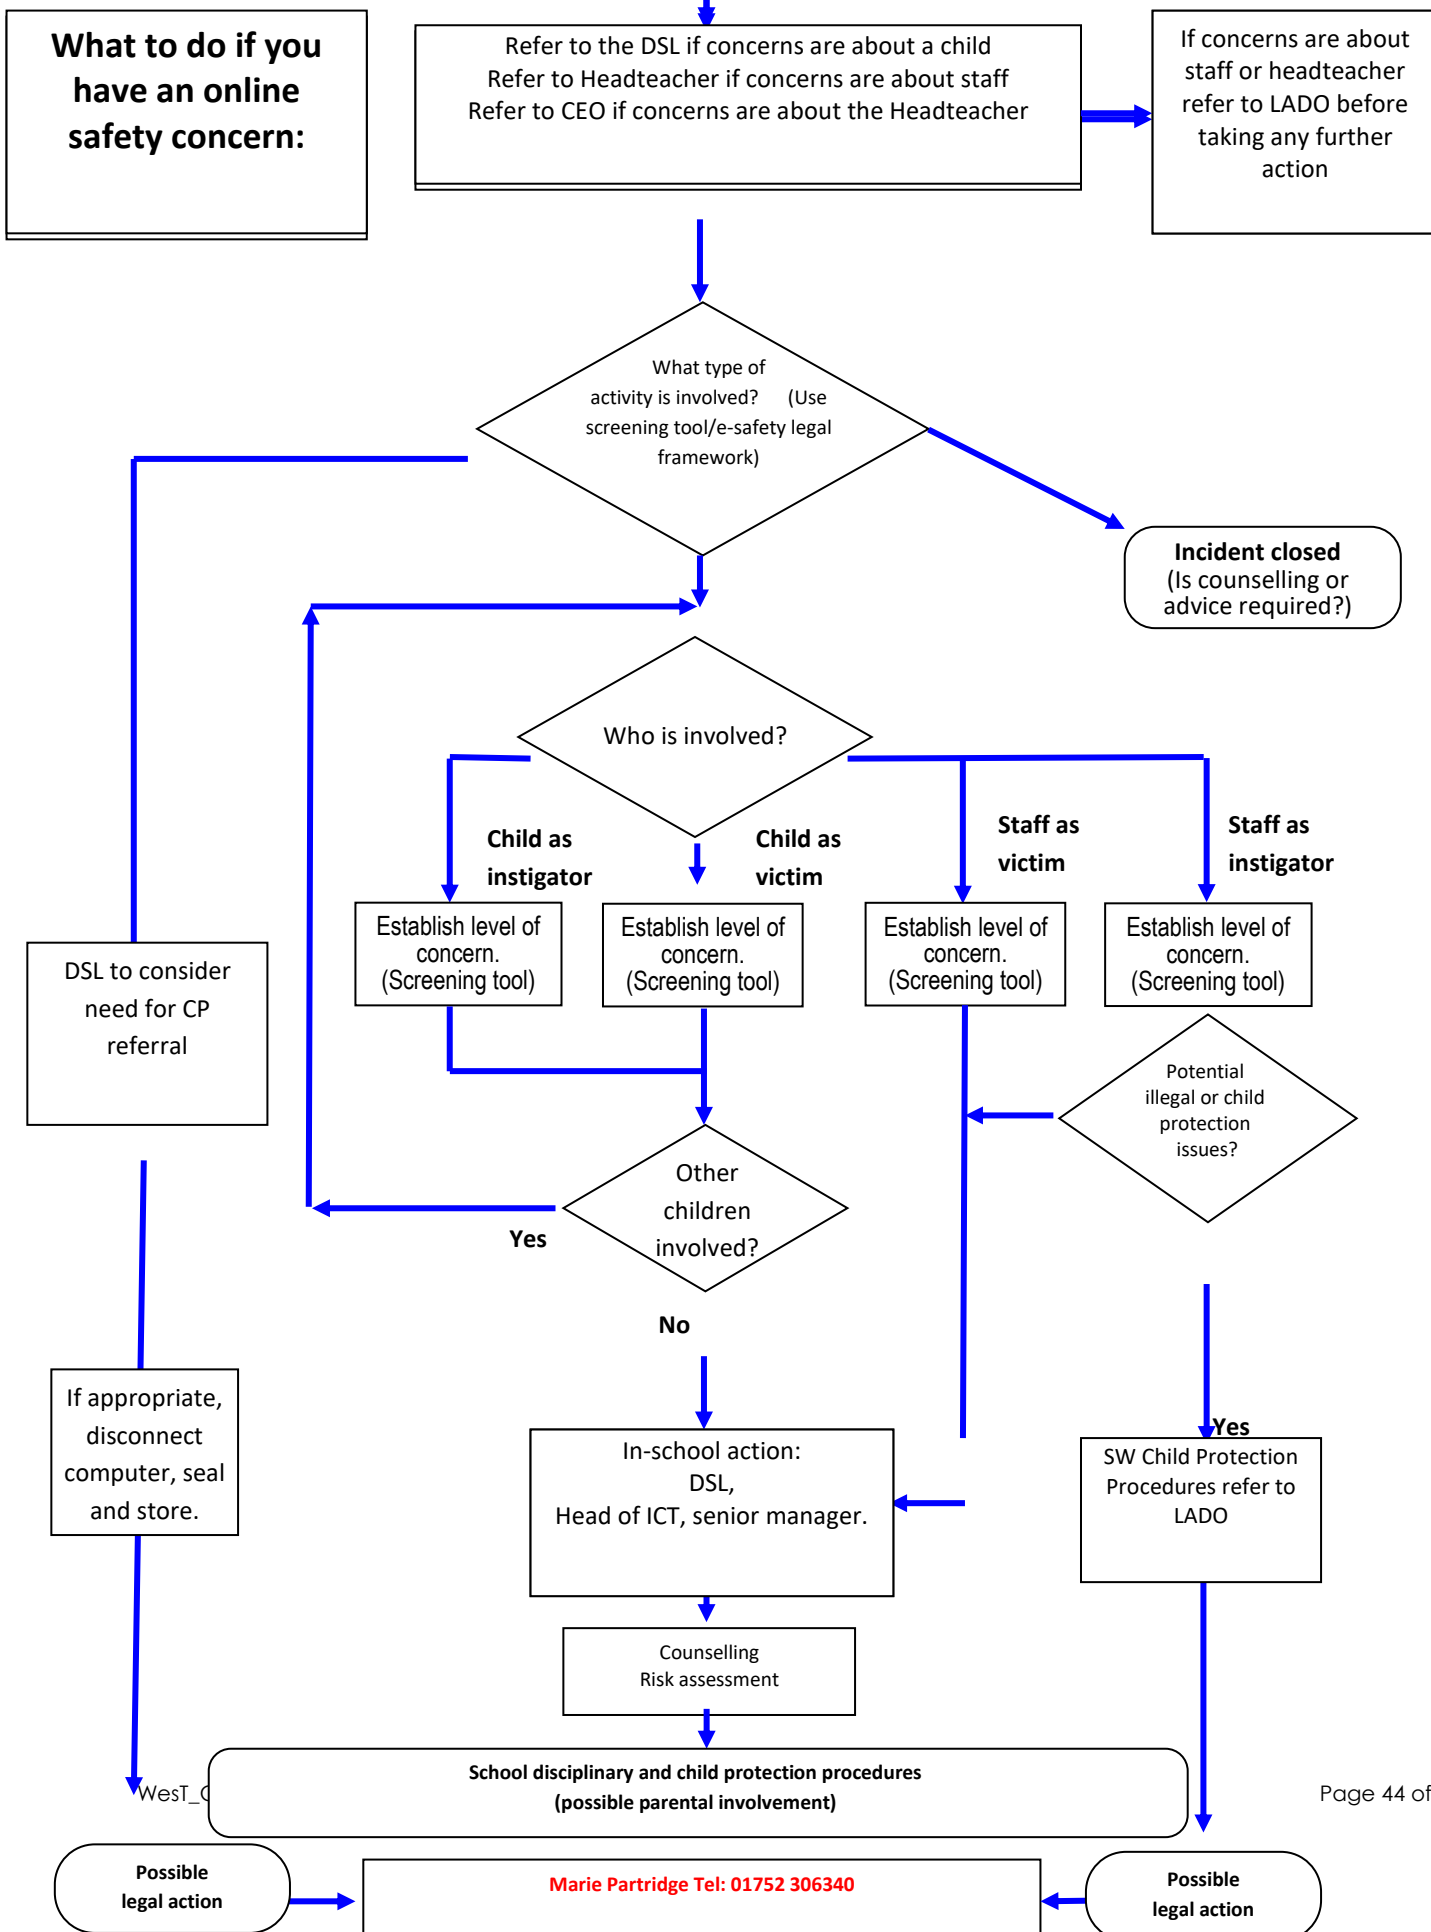 What to do if you
have an online
safety concern:
Refer to the DSL if concerns are about a child
Refer to Headteacher if concerns are about staff
Refer to CEO if concerns are about the Headteacher
If concerns are about
staff or headteacher
refer to LADO before
taking any further
action
What type of
activity is involved? (Use
screening tool/e-safety legal
framework)
Incident closed
(Is counselling or
advice required?)
Who is involved?
Child as
instigator
Child as
victim
Staff as
victim
Staff as
instigator
Establish level of
concern.
(Screening tool)
Establish level of
concern.
(Screening tool)
Establish level of
concern.
(Screening tool)
Establish level of
concern.
(Screening tool)
DSL to consider
need for CP
referral
Potential
illegal or child
protection
issues?
Other
children
involved?
Yes
No
If appropriate,
disconnect
computer, seal
and store.
In-school action:
DSL,
Head of ICT, senior manager.
Yes
SW Child Protection
Procedures refer to
LADO
Counselling
Risk assessment
School disciplinary and child protection procedures
(possible parental involvement)
WesT_
Page 44 of
Possible
legal action
Marie Partridge Tel: 01752 306340
Possible
legal action